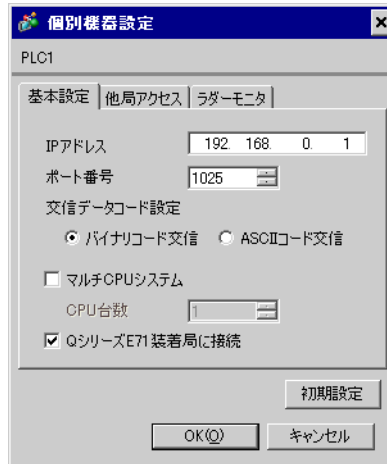 個別機器設定
PLC1
基本設定 他局アクセス ラダーモニタ
IPアドレス 192. 168. 0. 1
ポート番号 1025
交信データコード設定
バイナリコード交信 ASCIIコード交信
マルチCPUシステム
CPU台数 1
QシリーズE71装着局に接続
初期設定
OK(O) キャンセル